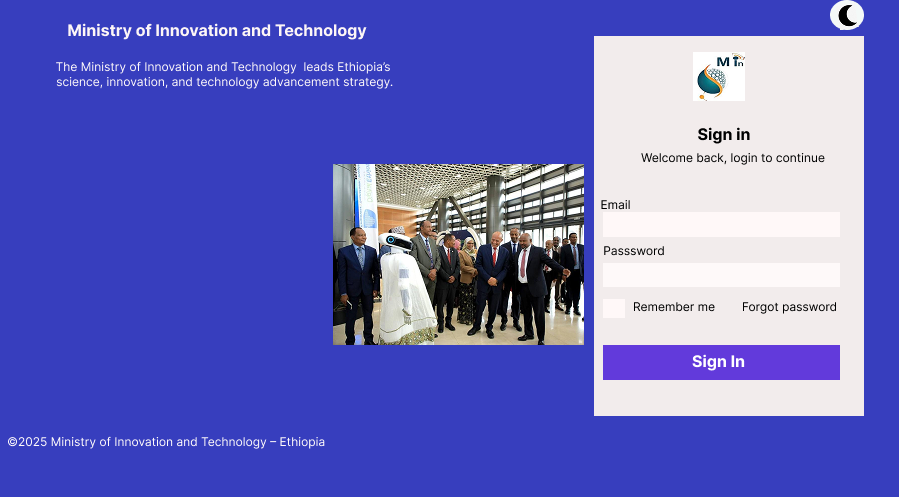 Ministry of Innovation and Technology
The Ministry of Innovation and Technology leads Ethiopia's
science, innovation, and technology advancement strategy.
M In
Sign in
Welcome back, login to continue
Email
Passsword
Remember me
Forgot password
Sign In
©2025 Ministry of Innovation and Technology – Ethiopia